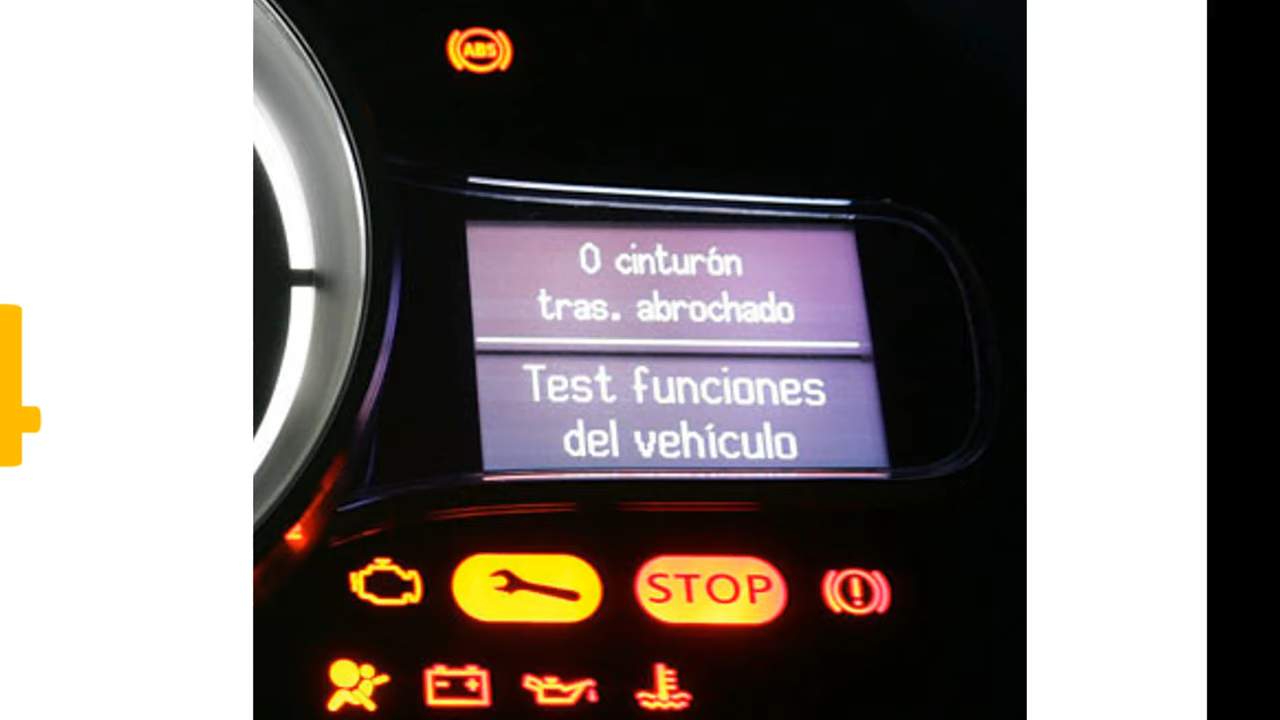 ABS
0 cinturón
tras. abrochado
Test funciones
del vehículo
STOP